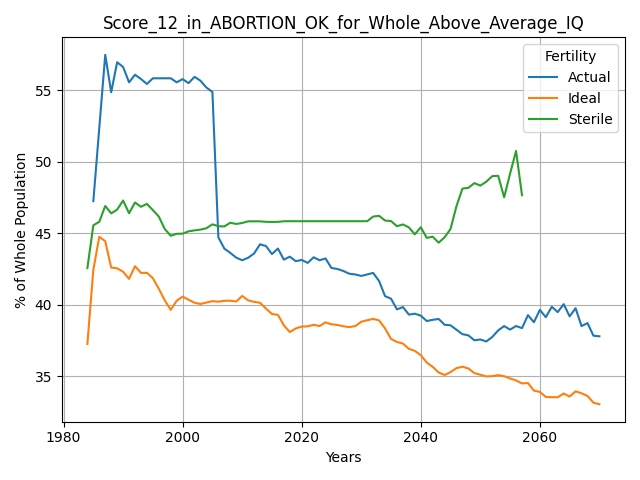 Score_12_in_ABORTION_OK_for_Whole_Above_Average_IQ
Fertility
Actual
Ideal
Sterile
% of Whole Population
55
50
45
40
35
1980
2000
2020
2040
2060
Years